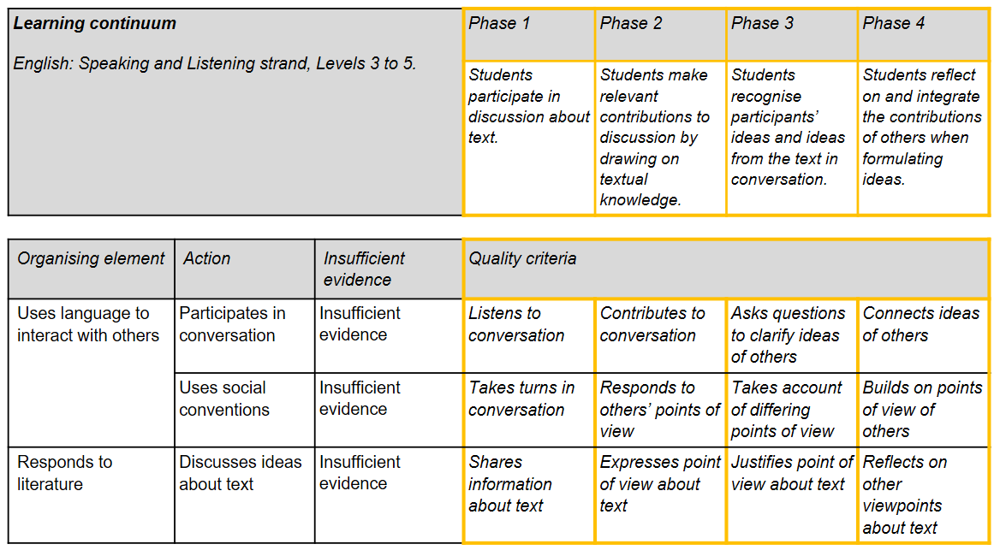 Learning continuum
English: Speaking and Listening strand, Levels 3 to 5.
Phase 1
Students
participate in
discussion about
text.
Phase 2
Students make
relevant
contributions to
discussion by
drawing on
textual
knowledge.
Phase 3
Students
recognise
participants’
ideas and ideas
from the text in
conversation.
Phase 4
Students reflect
on and integrate
the contributions
of others when
formulating
ideas.
Organising element
Action
Insufficient
evidence
Quality criteria
Uses language to
interact with others
Participates in
conversation
Insufficient
evidence
Listens to
conversation
Contributes to
conversation
Asks questions
to clarify ideas
of others
Connects ideas
of others
Uses social
conventions
Insufficient
evidence
Takes turns in
conversation
Responds to
others’ points of
view
Takes account
of differing
points of view
Builds on points
of view of
others
Responds to
literature
Discusses ideas
about text
Insufficient
evidence
Shares
information
about text
Expresses point
of view about
text
Justifies point of
view about text
Reflects on
other
viewpoints
about text